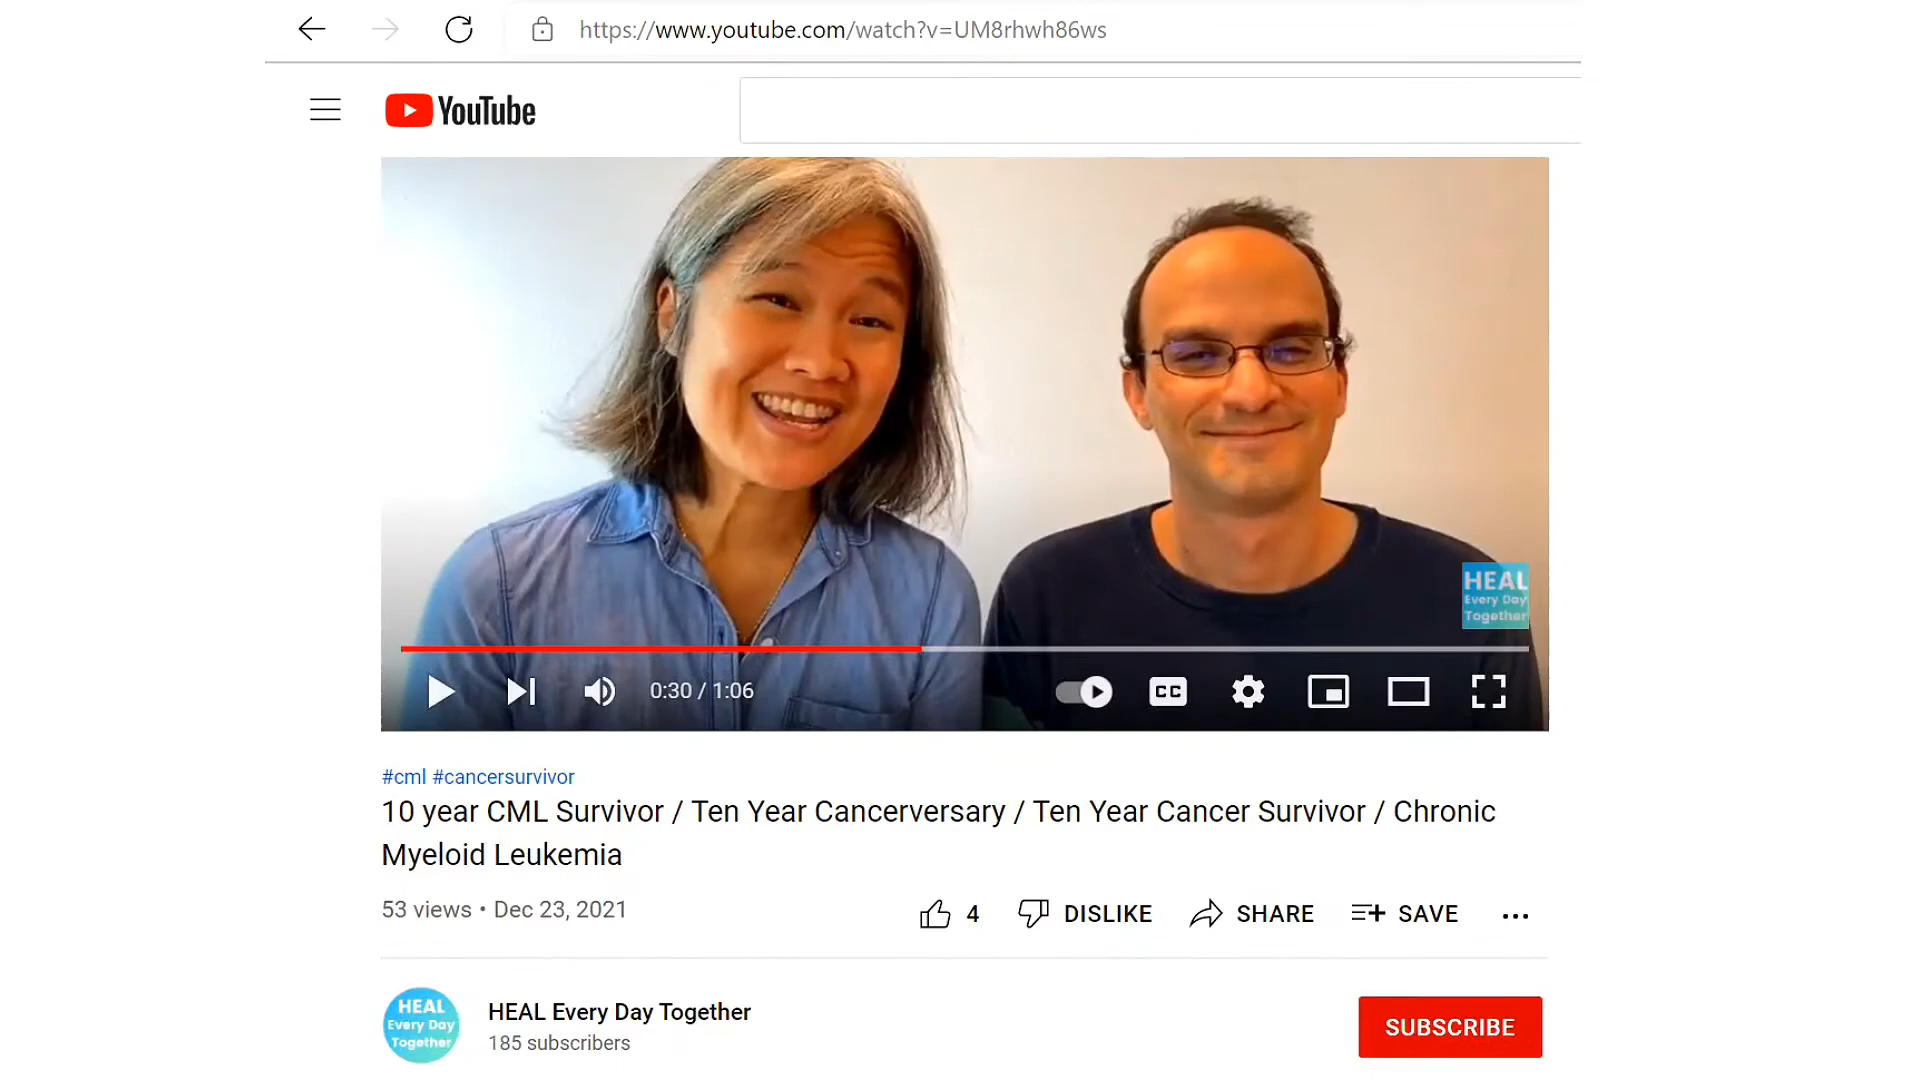 https://www.youtube.com/watch?v=UM8rhwh86ws
YouTube
HEAL
Every Day
Together
0:30 / 1:06
CC
#cml #cancersurvivor
10 year CML Survivor / Ten Year Cancerversary / Ten Year Cancer Survivor / Chronic
Myeloid Leukemia
53 views • Dec 23, 2021
4 DISLIKE SHARE SAVE ...
HEAL
Every Day
Together
HEAL Every Day Together
185 subscribers
SUBSCRIBE